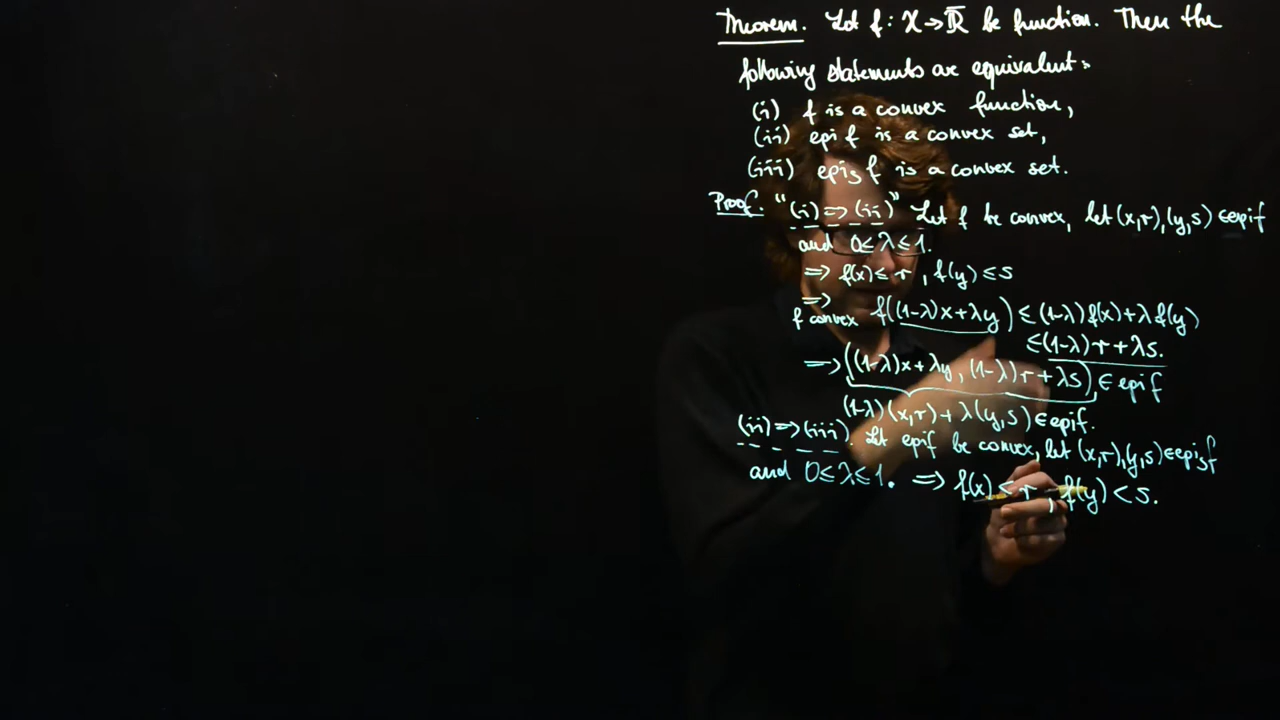 Theorem. Let f : X → R̅ be function. Then the
following statements are equivalent:
(i) f is a convex function,
(ii) epi f is a convex set,
(iii) epi_s f is a convex set.
Proof. "(i) ⇒ (ii)" Let f be convex, let (x,r),(y,s) ∈ epi f
and 0 ≤ λ ≤ 1.
⇒ f(x) ≤ r , f(y) ≤ s
⇒ f convex f((1-λ)x+λy) ≤ (1-λ)f(x)+λf(y)
≤ (1-λ)r+λs.
⇒ ((1-λ)x+λy, (1-λ)r+λs) ∈ epi f
(1-λ)(x,r)+λ(y,s) ∈ epi f.
(ii) ⇒ (iii). Let epi f be convex, let (x,r),(y,s) ∈ epi_s f
and 0 ≤ λ ≤ 1. ⇒ f(x) < r , f(y) < s.